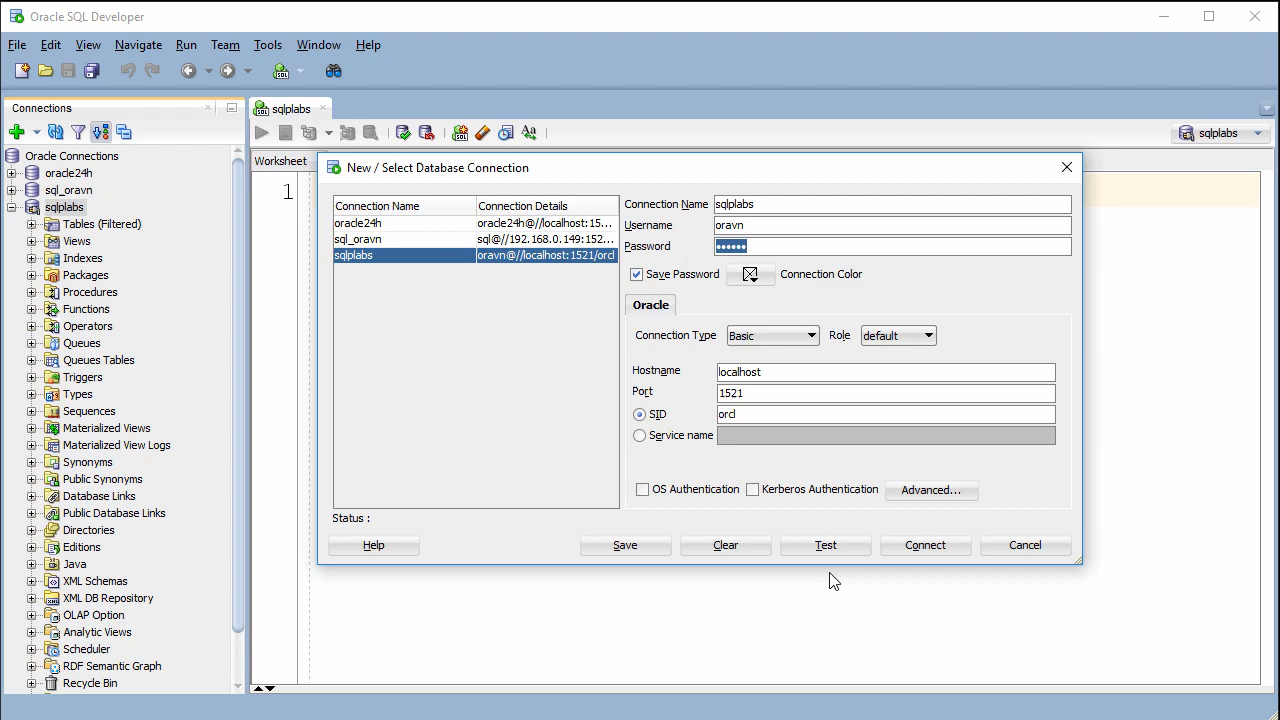 Oracle SQL Developer
File Edit View Navigate Run Team Tools Window Help
Connections
sqlplabs
sqlplabs
Oracle Connections
oracle24h
sql_oravn
sqlplabs
Tables (Filtered)
Views
Indexes
Packages
Procedures
Functions
Operators
Queues
Queues Tables
Triggers
Types
Sequences
Materialized Views
Materialized View Logs
Synonyms
Public Synonyms
Database Links
Public Database Links
Directories
Editions
Java
XML Schemas
XML DB Repository
OLAP Option
Analytic Views
Scheduler
RDF Semantic Graph
Recycle Bin
Worksheet
1
New / Select Database Connection
Connection Name Connection Details
oracle24h oracle24h@//localhost:15...
sql_oravn sql@//192.168.0.149:152...
sqlplabs oravn@//localhost:1521/orcl
Connection Name sqlplabs
Username oravn
Password ••••••
Save Password Connection Color
Oracle
Connection Type Basic Role default
Hostname localhost
Port 1521
SID orcl
Service name
OS Authentication Kerberos Authentication Advanced...
Status :
Help Save Clear Test Connect Cancel